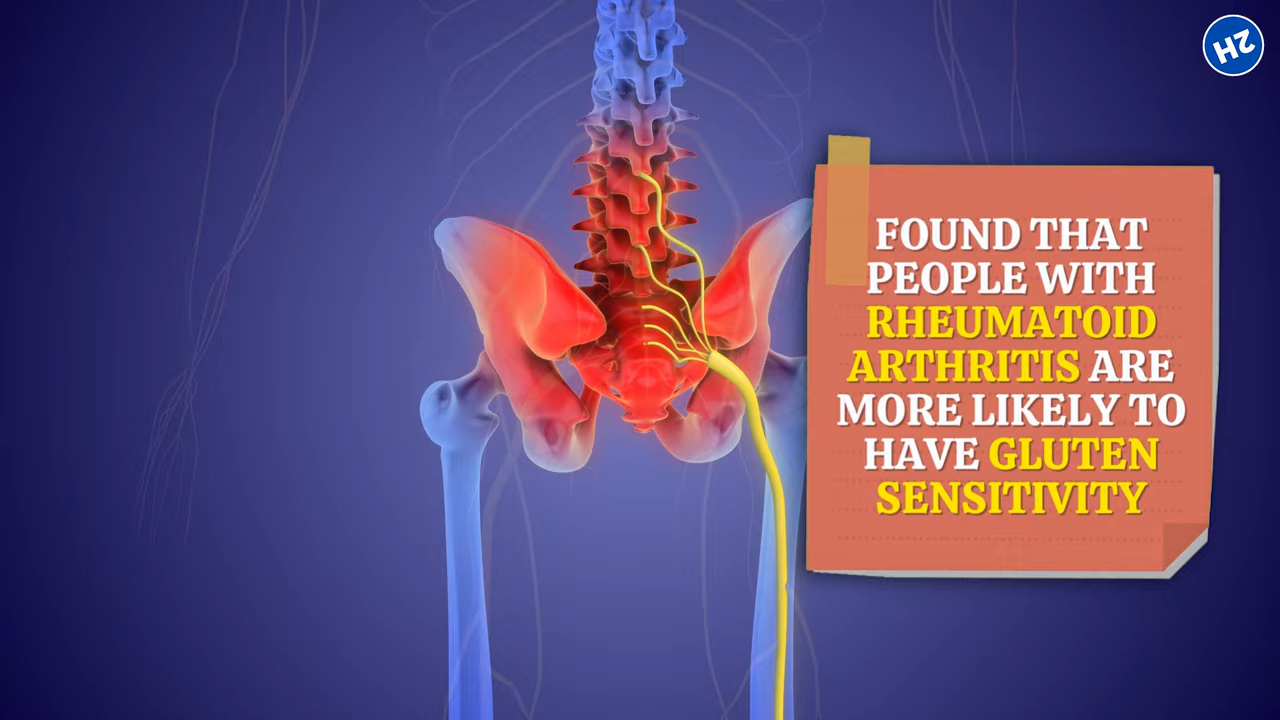 HZ
FOUND THAT
PEOPLE WITH
RHEUMATOID
ARTHRITIS ARE
MORE LIKELY TO
HAVE GLUTEN
SENSITIVITY